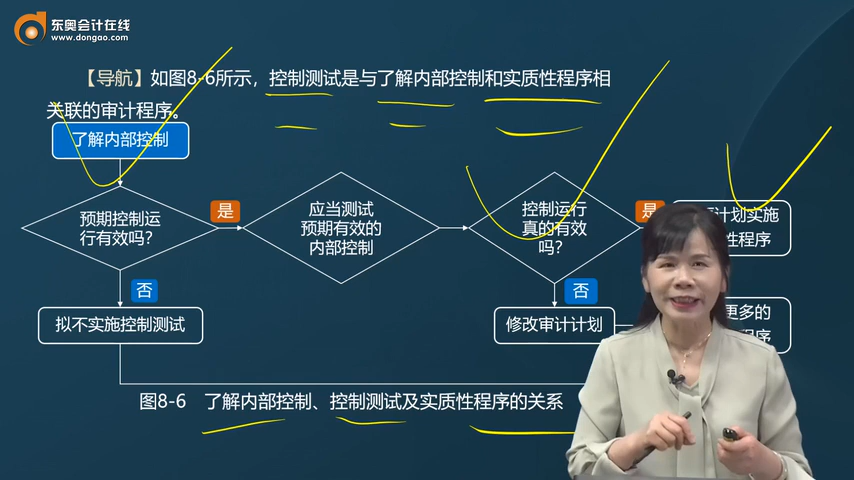 东奥会计在线
www.dongao.com
【导航】如图8-6所示，控制测试是与了解内部控制和实质性程序相
关联的审计程序。
了解内部控制
预期控制运
行有效吗？
是
应当测试
预期有效的
内部控制
控制运行
真的有效
吗？
是
计划实施
性程序
否
拟不实施控制测试
否
修改审计计划
更多的
程序
图8-6 了解内部控制、控制测试及实质性程序的关系